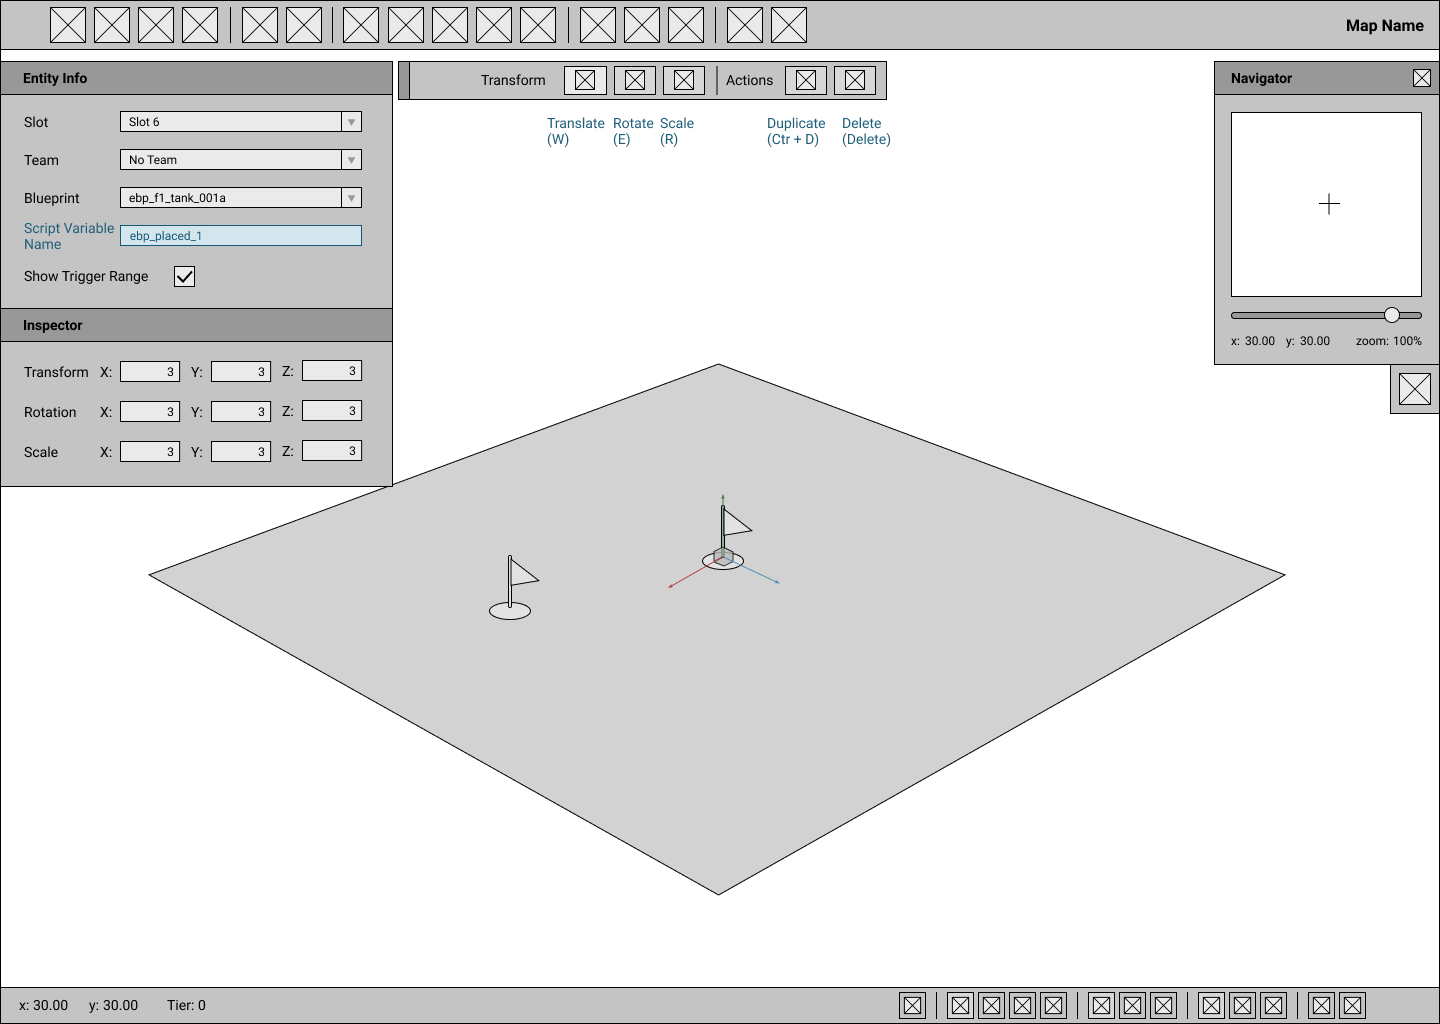 Map Name
Entity Info
Transform
Actions
Navigator
Slot
Slot 6
Translate
(W)
Rotate
(E)
Scale
(R)
Duplicate
(Ctr + D)
Delete
(Delete)
Team
No Team
Blueprint
ebp_f1_tank_001a
Script Variable
Name
ebp_placed_1
Show Trigger Range
Inspector
x: 30.00 y: 30.00 zoom: 100%
Transform X: 3 Y: 3 Z: 3
Rotation X: 3 Y: 3 Z: 3
Scale X: 3 Y: 3 Z: 3
x: 30.00 y: 30.00 Tier: 0